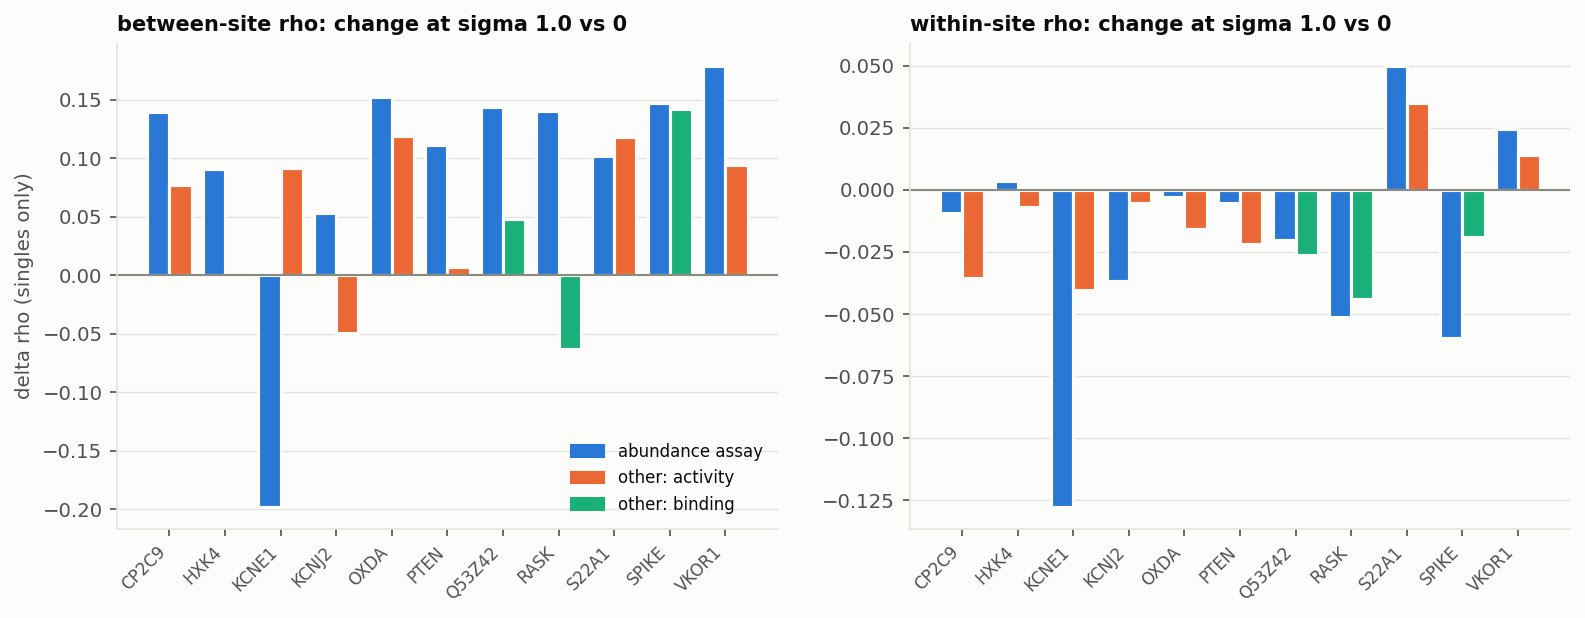 between-site rho: change at sigma 1.0 vs 0
delta rho (singles only)
0.15
0.10
0.05
0.00
−0.05
−0.10
−0.15
−0.20
abundance assay
other: activity
other: binding
CP2C9
HXK4
KCNE1
KCNJ2
OXDA
PTEN
Q53Z42
RASK
S22A1
SPIKE
VKOR1
within-site rho: change at sigma 1.0 vs 0
0.050
0.025
0.000
−0.025
−0.050
−0.075
−0.100
−0.125
CP2C9
HXK4
KCNE1
KCNJ2
OXDA
PTEN
Q53Z42
RASK
S22A1
SPIKE
VKOR1